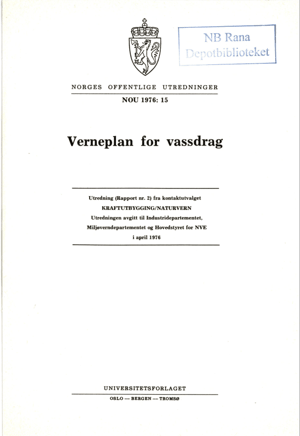 NB Rana
Depotbiblioteket
NORGES OFFENTLIGE UTREDNINGER
NOU 1976: 15
Verneplan for vassdrag
Utredning (Rapport nr. 2) fra kontaktutvalget
KRAFTUTBYGGING/NATURVERN
Utredningen avgitt til Industridepartementet,
Miljøverndepartementet og Hovedstyret for NVE
i april 1976
UNIVERSITETSFORLAGET
OSLO — BERGEN — TROMSØ